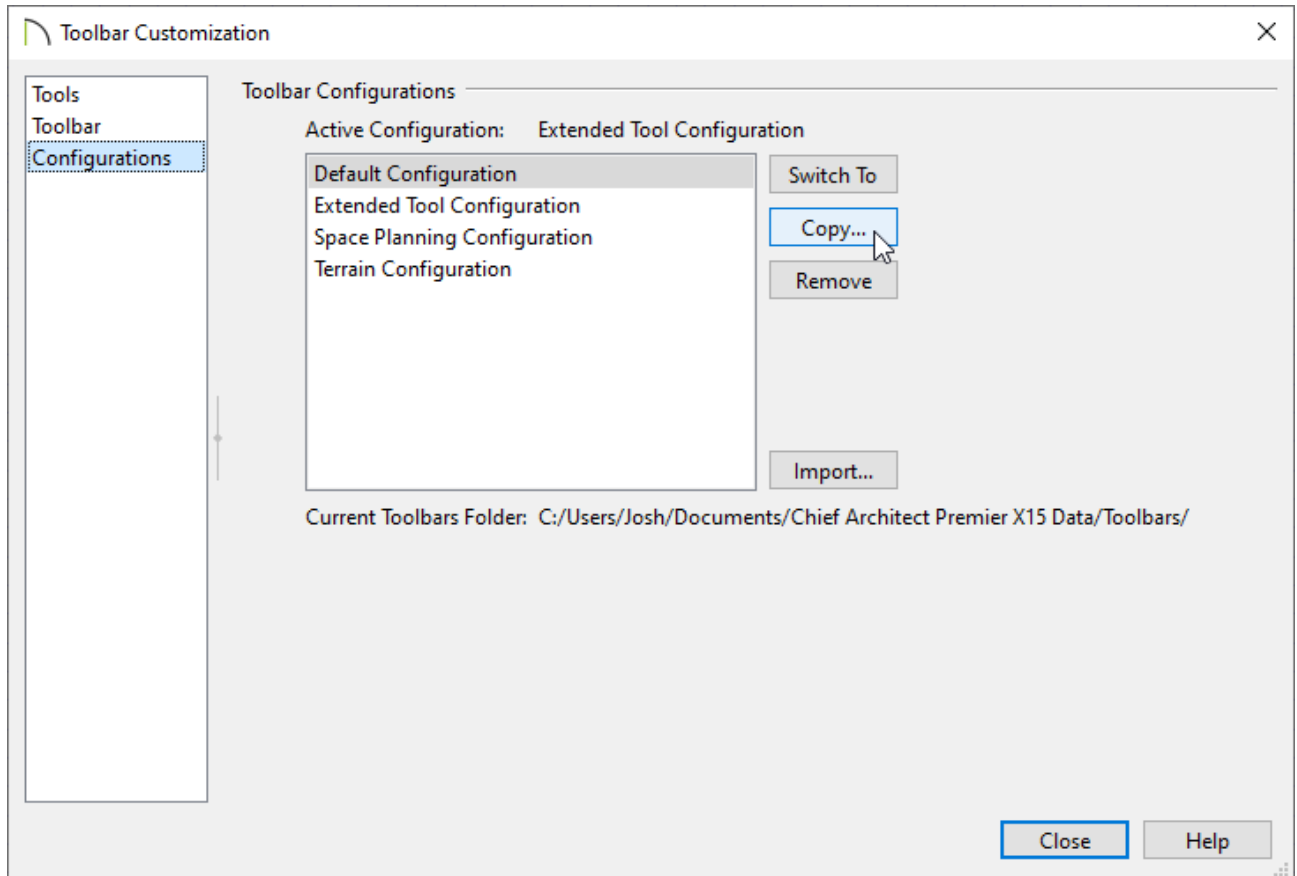 Toolbar Customization
Tools
Toolbar
Configurations
Toolbar Configurations
Active Configuration: Extended Tool Configuration
Default Configuration
Extended Tool Configuration
Space Planning Configuration
Terrain Configuration
Switch To
Copy...
Remove
Import...
Current Toolbars Folder: C:/Users/Josh/Documents/Chief Architect Premier X15 Data/Toolbars/
Close
Help